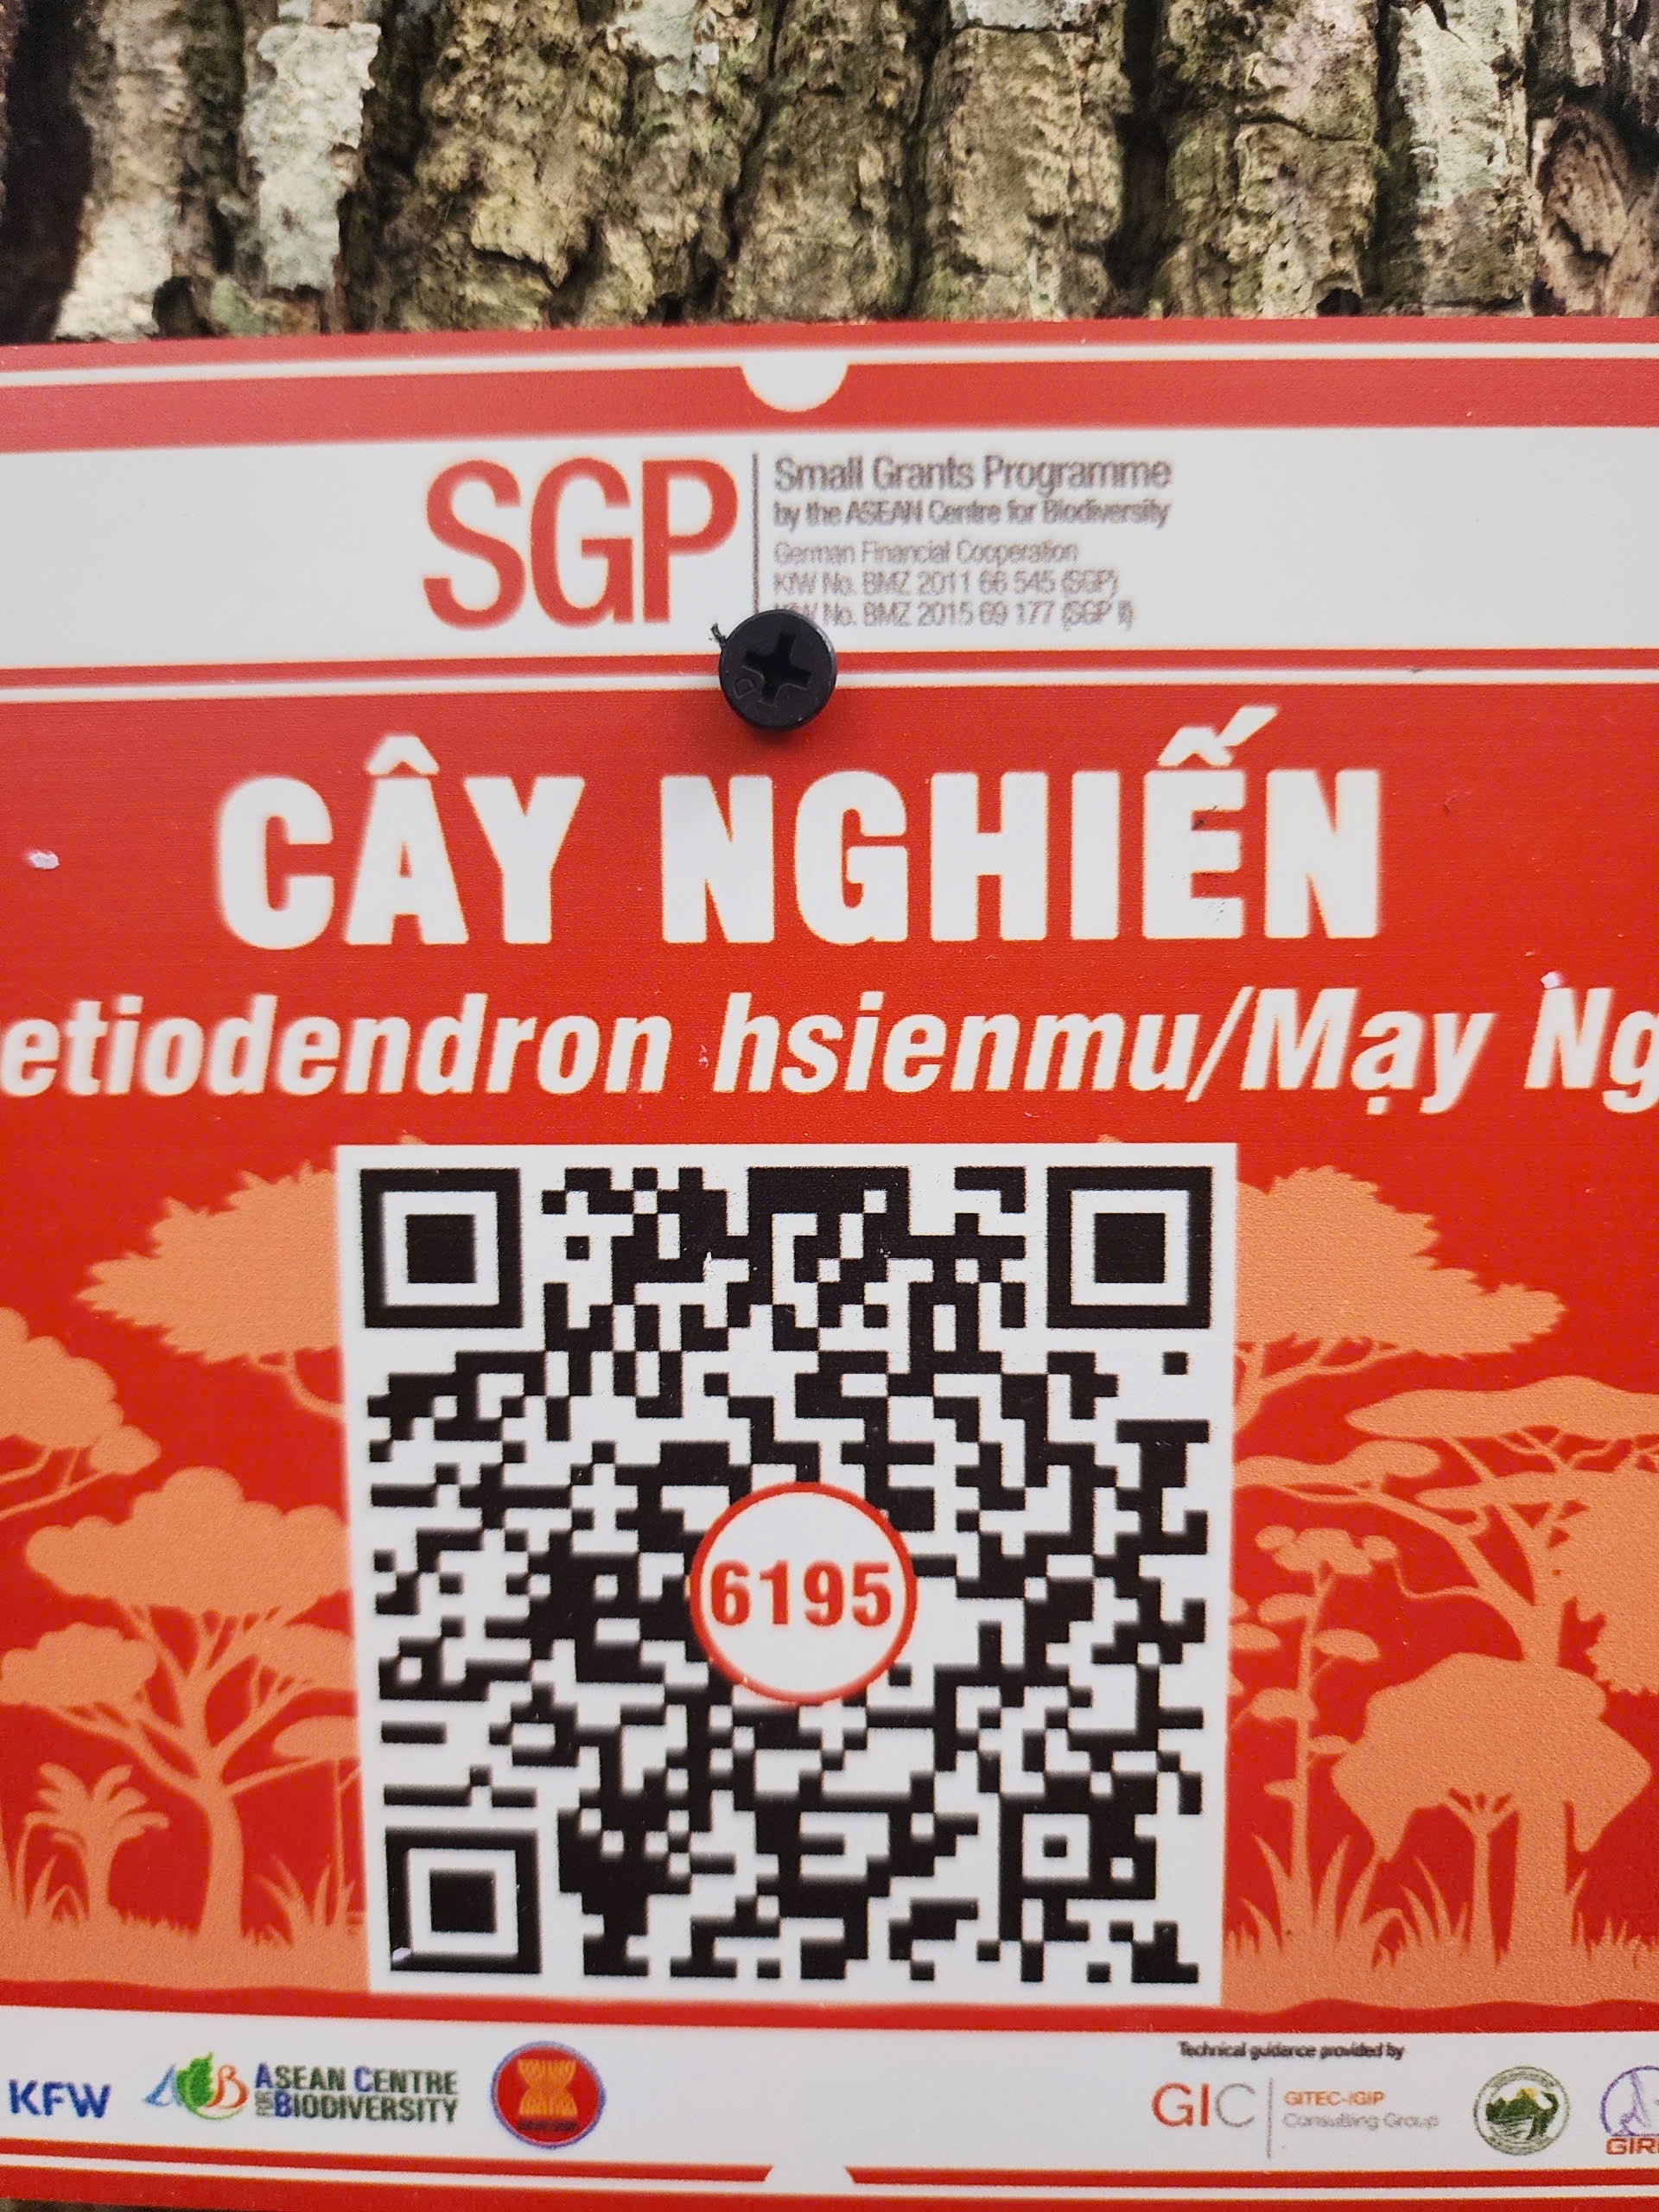 SGP
Small Grants Programme
by the ASEAN Centre for Biodiversity
German Financial Cooperation
KfW No. BMZ 2011 66 545 (SGP)
No. BMZ 2015 69 177 (SGP II)
CÂY NGHIẾN
etiodendron hsienmu/Mạy Ng
6195
KFW
ACB
ASEAN CENTRE
FOR BIODIVERSITY
Technical guidance provided by
GIC
GITEC-IGIP
Consulting Group